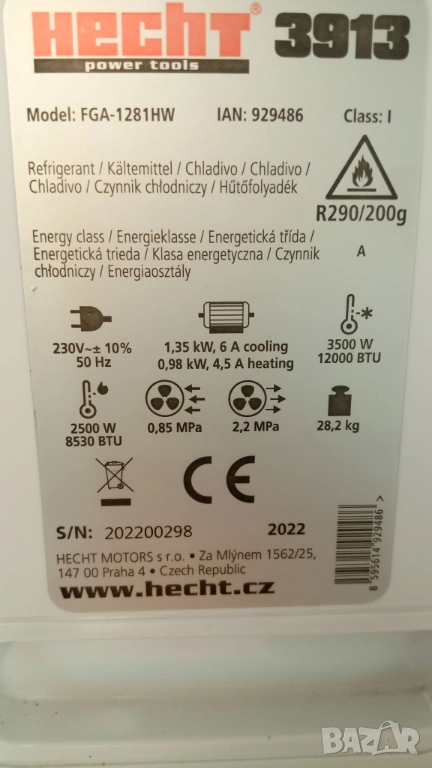 HECHT® 3913
power tools
Model: FGA-1281HW IAN: 929486 Class: I
Refrigerant / Kältemittel / Chladivo / Chladivo /
Chladivo / Czynnik chłodniczy / Hűtőfolyadék
R290/200g
Energy class / Energieklasse / Energetická třída /
Energetická trieda / Klasa energetyczna / Czynnik
chłodniczy / Energiaosztály
A
230V~± 10%
50 Hz
1,35 kW, 6 A cooling
0,98 kW, 4,5 A heating
3500 W
12000 BTU
2500 W
8530 BTU
0,85 MPa
2,2 MPa
28,2 kg
CE
S/N: 202200298 2022
HECHT MOTORS s r.o. • Za Mlýnem 1562/25,
147 00 Praha 4 • Czech Republic
www.hecht.cz
8 595614 929486 >
BAZAR